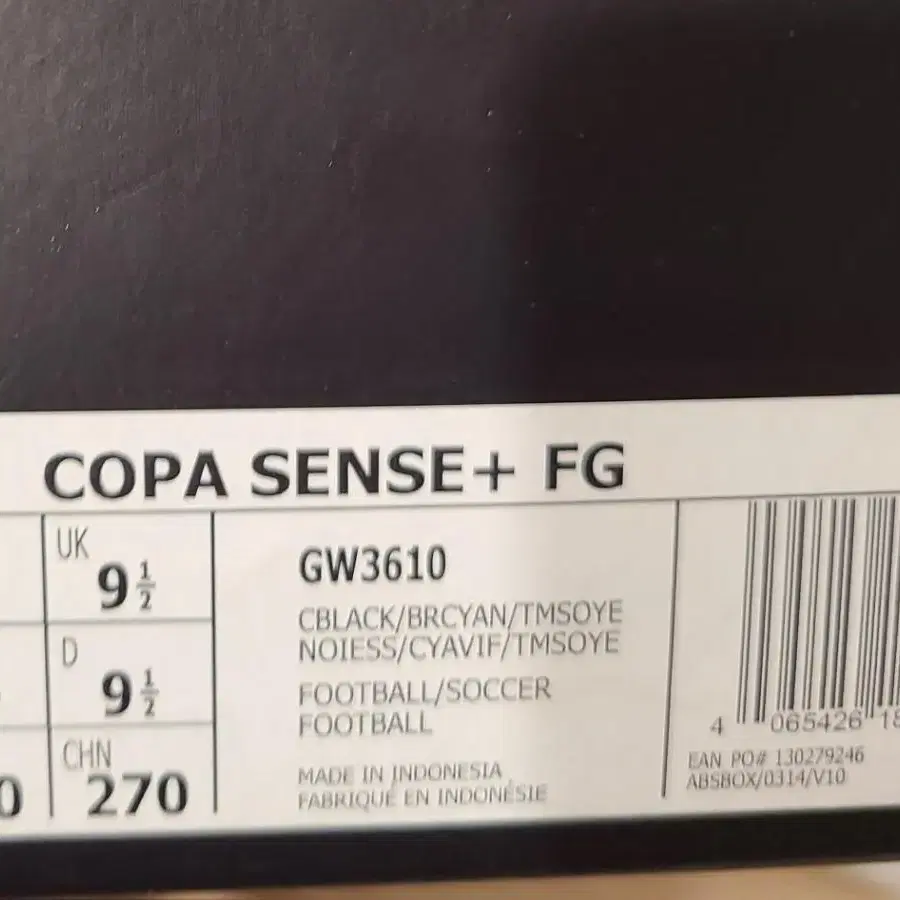 COPA SENSE+ FG
UK
9 1/2
D
9 1/2
CHN
270
GW3610
CBLACK/BRCYAN/TMSOYE
NOIESS/CYAVIF/TMSOYE
FOOTBALL/SOCCER
FOOTBALL
MADE IN INDONESIA
FABRIQUÉ EN INDONÉSIE
4 065426 18
EAN PO# 130279246
ABSBOX/0314/V10